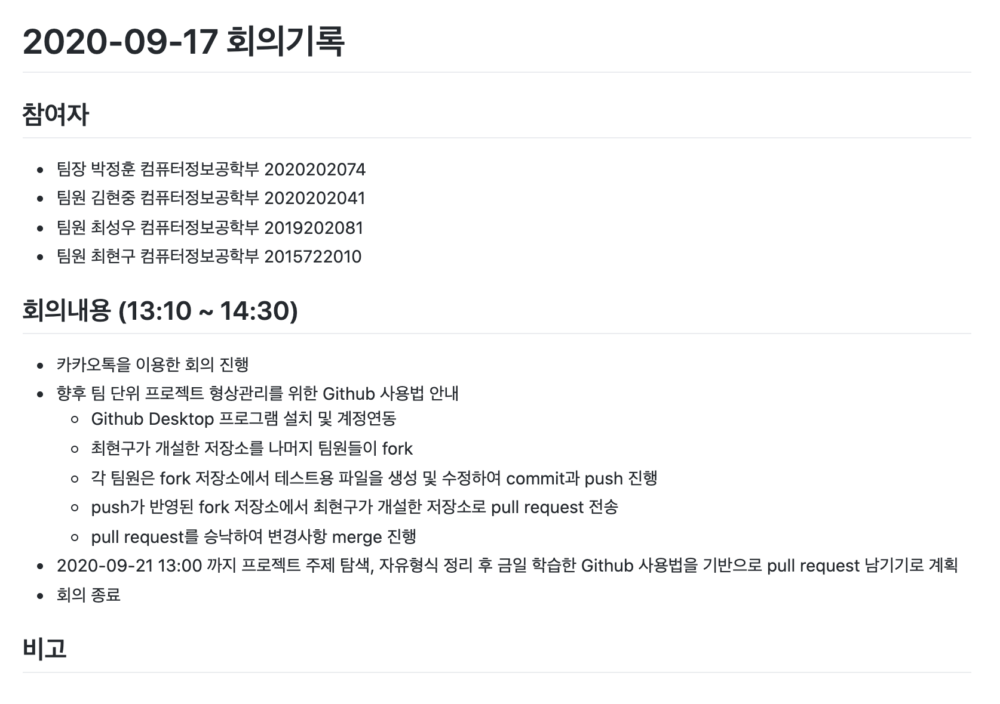 2020-09-17 회의기록
참여자
팀장 박정훈 컴퓨터정보공학부 2020202074
팀원 김현중 컴퓨터정보공학부 2020202041
팀원 최성우 컴퓨터정보공학부 2019202081
팀원 최현구 컴퓨터정보공학부 2015722010
회의내용 (13:10 ~ 14:30)
카카오톡을 이용한 회의 진행
향후 팀 단위 프로젝트 형상관리를 위한 Github 사용법 안내
Github Desktop 프로그램 설치 및 계정연동
최현구가 개설한 저장소를 나머지 팀원들이 fork
각 팀원은 fork 저장소에서 테스트용 파일을 생성 및 수정하여 commit과 push 진행
push가 반영된 fork 저장소에서 최현구가 개설한 저장소로 pull request 전송
pull request를 승낙하여 변경사항 merge 진행
2020-09-21 13:00 까지 프로젝트 주제 탐색, 자유형식 정리 후 금일 학습한 Github 사용법을 기반으로 pull request 남기기로 계획
회의 종료
비고